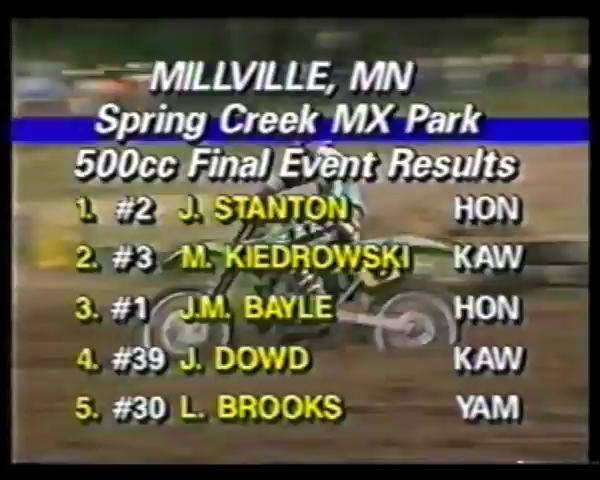 MILLVILLE, MN
Spring Creek MX Park
500cc Final Event Results
1. #2 J. STANTON HON
2. #3 M. KIEDROWSKI KAW
3. #1 J.M. BAYLE HON
4. #39 J. DOWD KAW
5. #30 L. BROOKS YAM